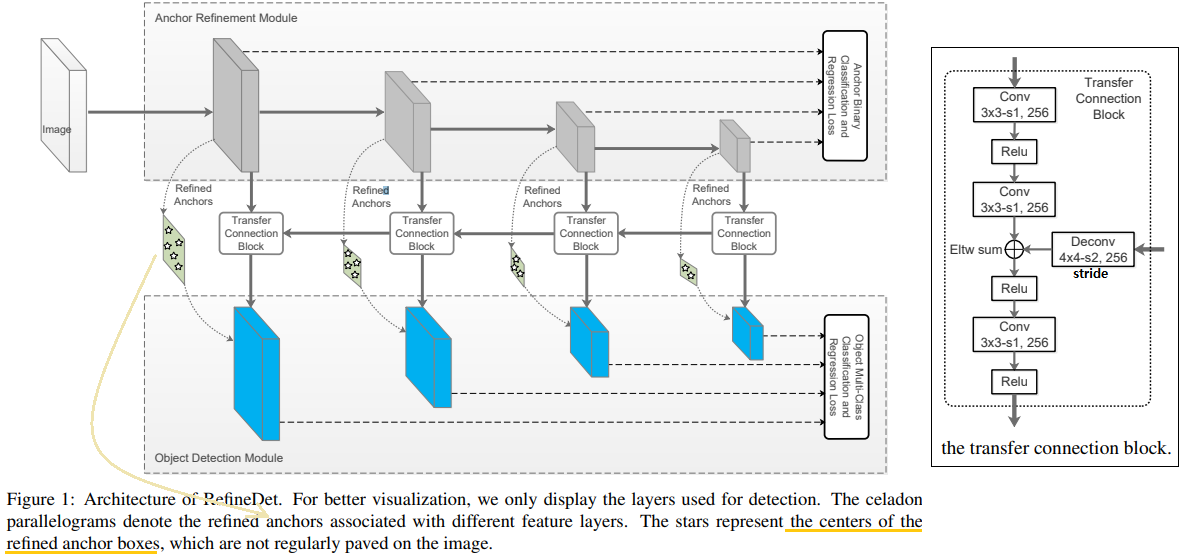 Anchor Refinement Module
Image
Anchor Binary
Classification and
Regression Loss
Refined
Anchors
Refined
Anchors
Refined
Anchors
Refined
Anchors
Transfer
Connection
Block
Transfer
Connection
Block
Transfer
Connection
Block
Transfer
Connection
Block
Object Multi-Class
Classification and
Regression Loss
Object Detection Module
Transfer
Connection
Block
Conv
3x3-s1, 256
Relu
Conv
3x3-s1, 256
Eltw sum
Deconv
4x4-s2, 256
stride
Relu
Conv
3x3-s1, 256
Relu
the transfer connection block.
Figure 1: Architecture of RefineDet. For better visualization, we only display the layers used for detection. The celadon
parallelograms denote the refined anchors associated with different feature layers. The stars represent the centers of the
refined anchor boxes, which are not regularly paved on the image.